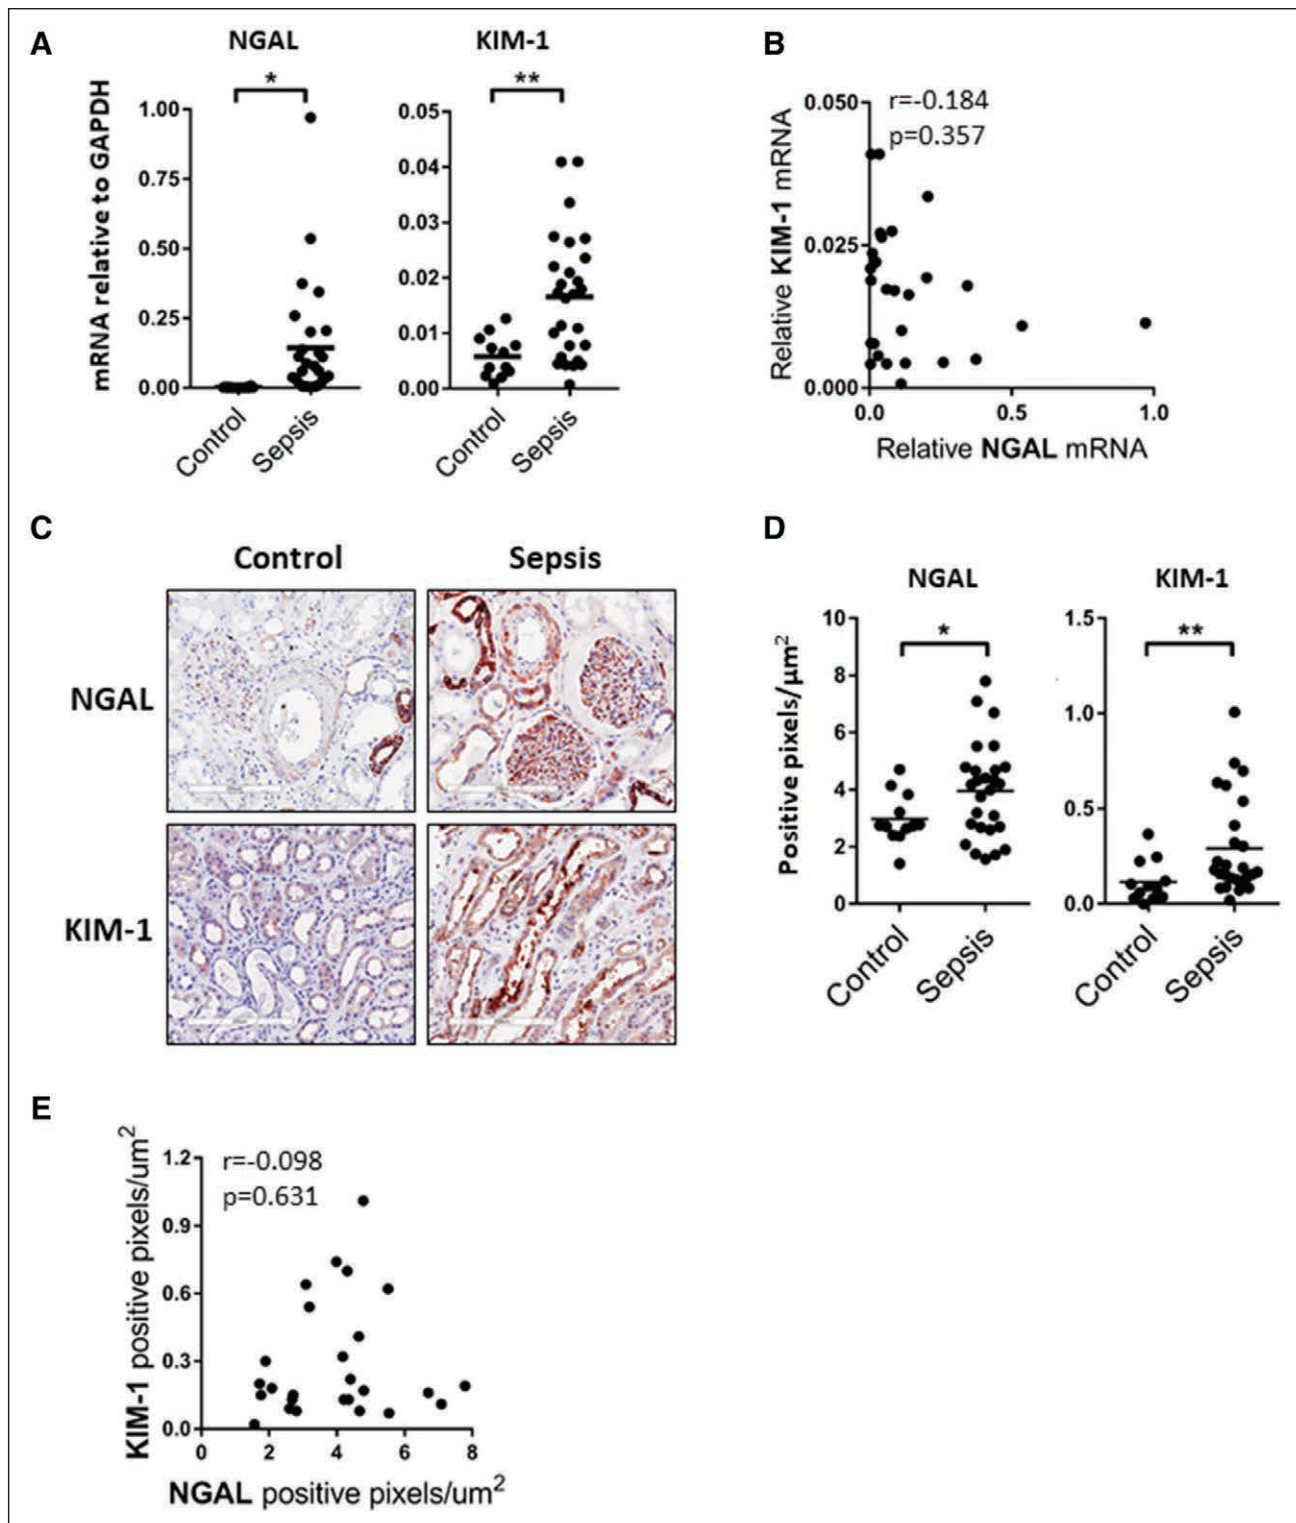 A
NGAL
KIM-1
*
**
mRNA relative to GAPDH
1.00
0.75
0.50
0.25
0.00
0.05
0.04
0.03
0.02
0.01
0.00
Control
Sepsis
Control
Sepsis
B
r=-0.184
p=0.357
Relative KIM-1 mRNA
0.050
0.025
0.000
0.0
0.5
1.0
Relative NGAL mRNA
C
Control
Sepsis
NGAL
KIM-1
D
NGAL
KIM-1
*
**
Positive pixels/µm2
10
8
6
4
2
0
1.5
1.0
0.5
0.0
Control
Sepsis
Control
Sepsis
E
r=-0.098
p=0.631
KIM-1 positive pixels/um2
1.2
0.9
0.6
0.3
0.0
0
2
4
6
8
NGAL positive pixels/um2